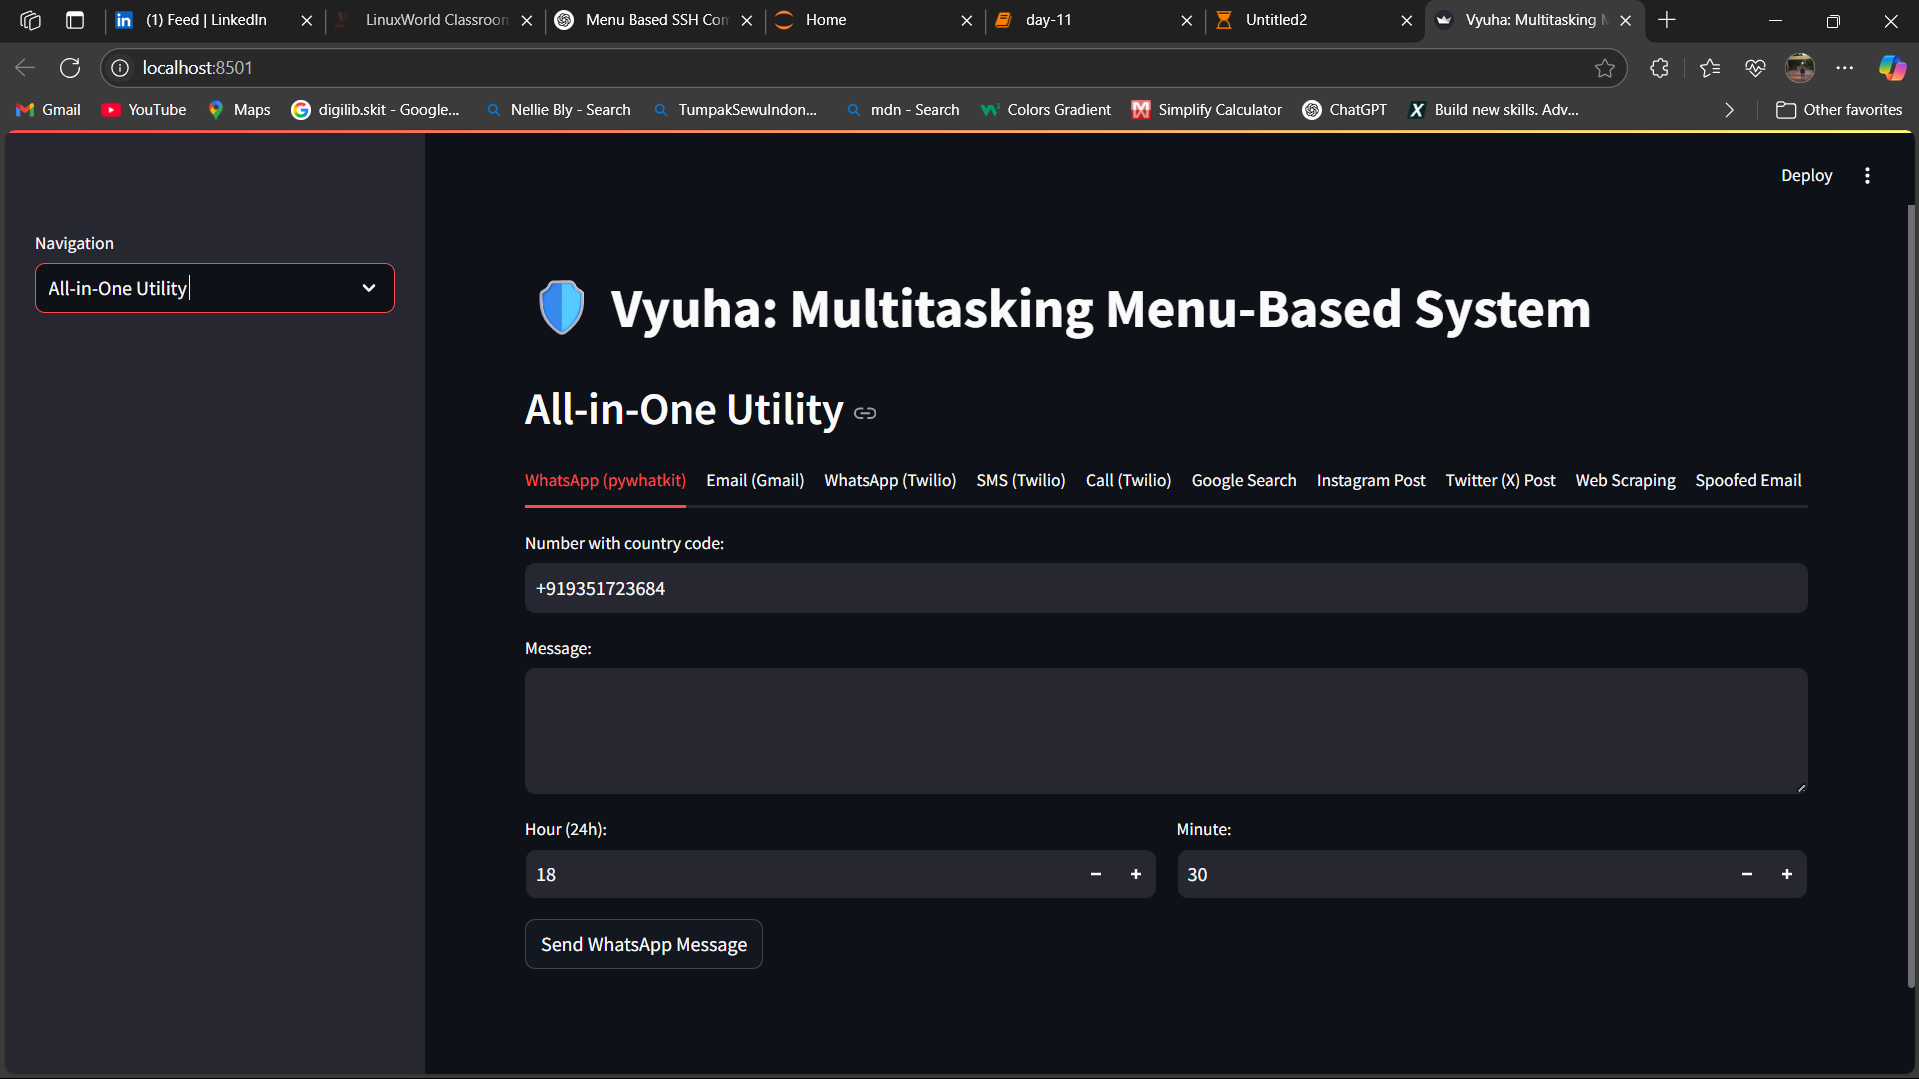 (1) Feed | LinkedIn
LinuxWorld Classroom
Menu Based SSH Com
Home
day-11
Untitled2
Vyuha: Multitasking M
localhost:8501
Gmail
YouTube
Maps
digilib.skit - Google...
Nellie Bly - Search
TumpakSewuIndon...
mdn - Search
Colors Gradient
Simplify Calculator
ChatGPT
Build new skills. Adv...
Other favorites
Deploy
Navigation
All-in-One Utility
Vyuha: Multitasking Menu-Based System
All-in-One Utility
WhatsApp (pywhatkit)
Email (Gmail)
WhatsApp (Twilio)
SMS (Twilio)
Call (Twilio)
Google Search
Instagram Post
Twitter (X) Post
Web Scraping
Spoofed Email
Number with country code:
+919351723684
Message:
Hour (24h):
Minute:
18
30
Send WhatsApp Message